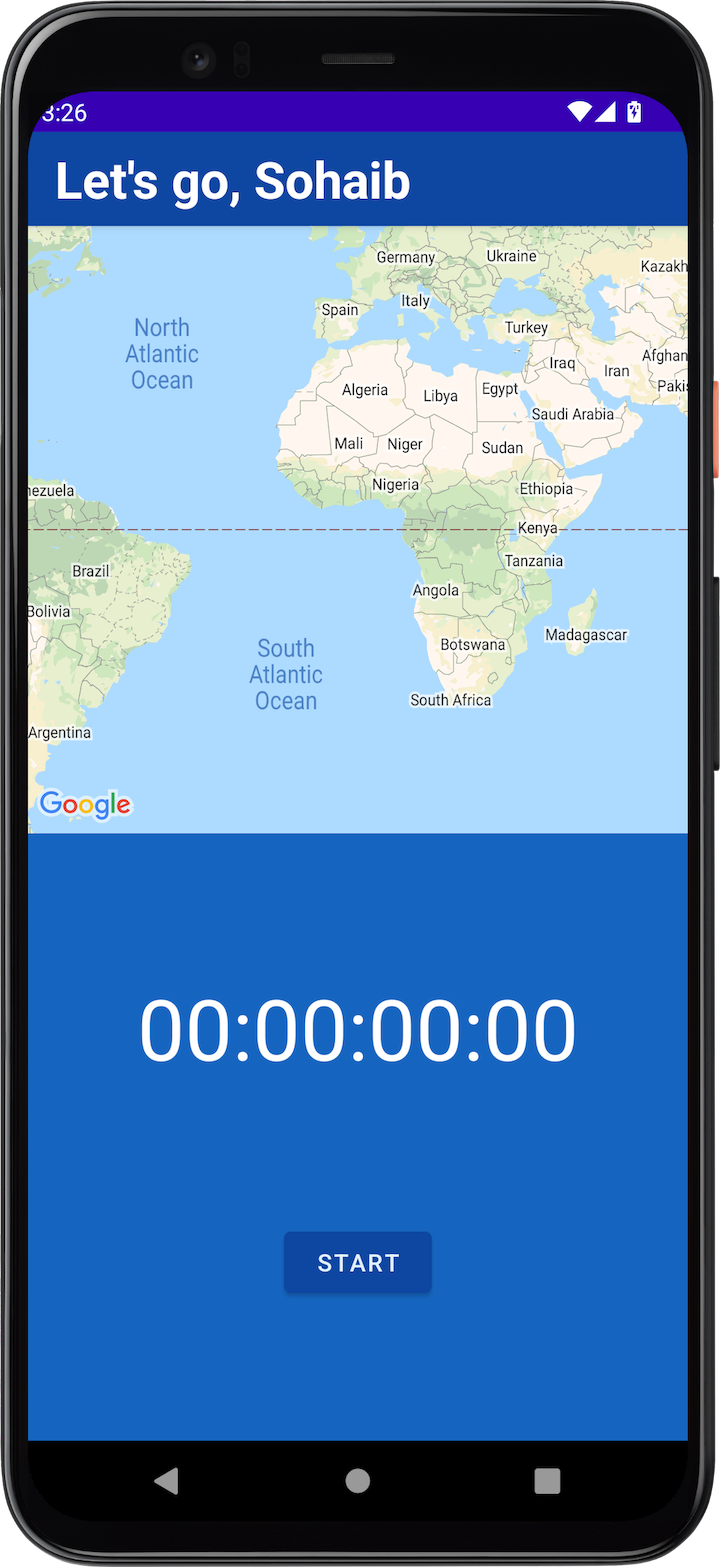 3:26
Let's go, Sohaib
Germany
Ukraine
Kazakh
Italy
Spain
Turkey
North
Atlantic
Ocean
Iraq
Iran
Afghan
Pakis
Algeria
Libya
Egypt
Saudi Arabia
Mali
Niger
Sudan
nezuela
Nigeria
Ethiopia
Kenya
Tanzania
Brazil
Angola
Bolivia
Madagascar
Botswana
South
Atlantic
Ocean
South Africa
Argentina
Google
00:00:00:00
START